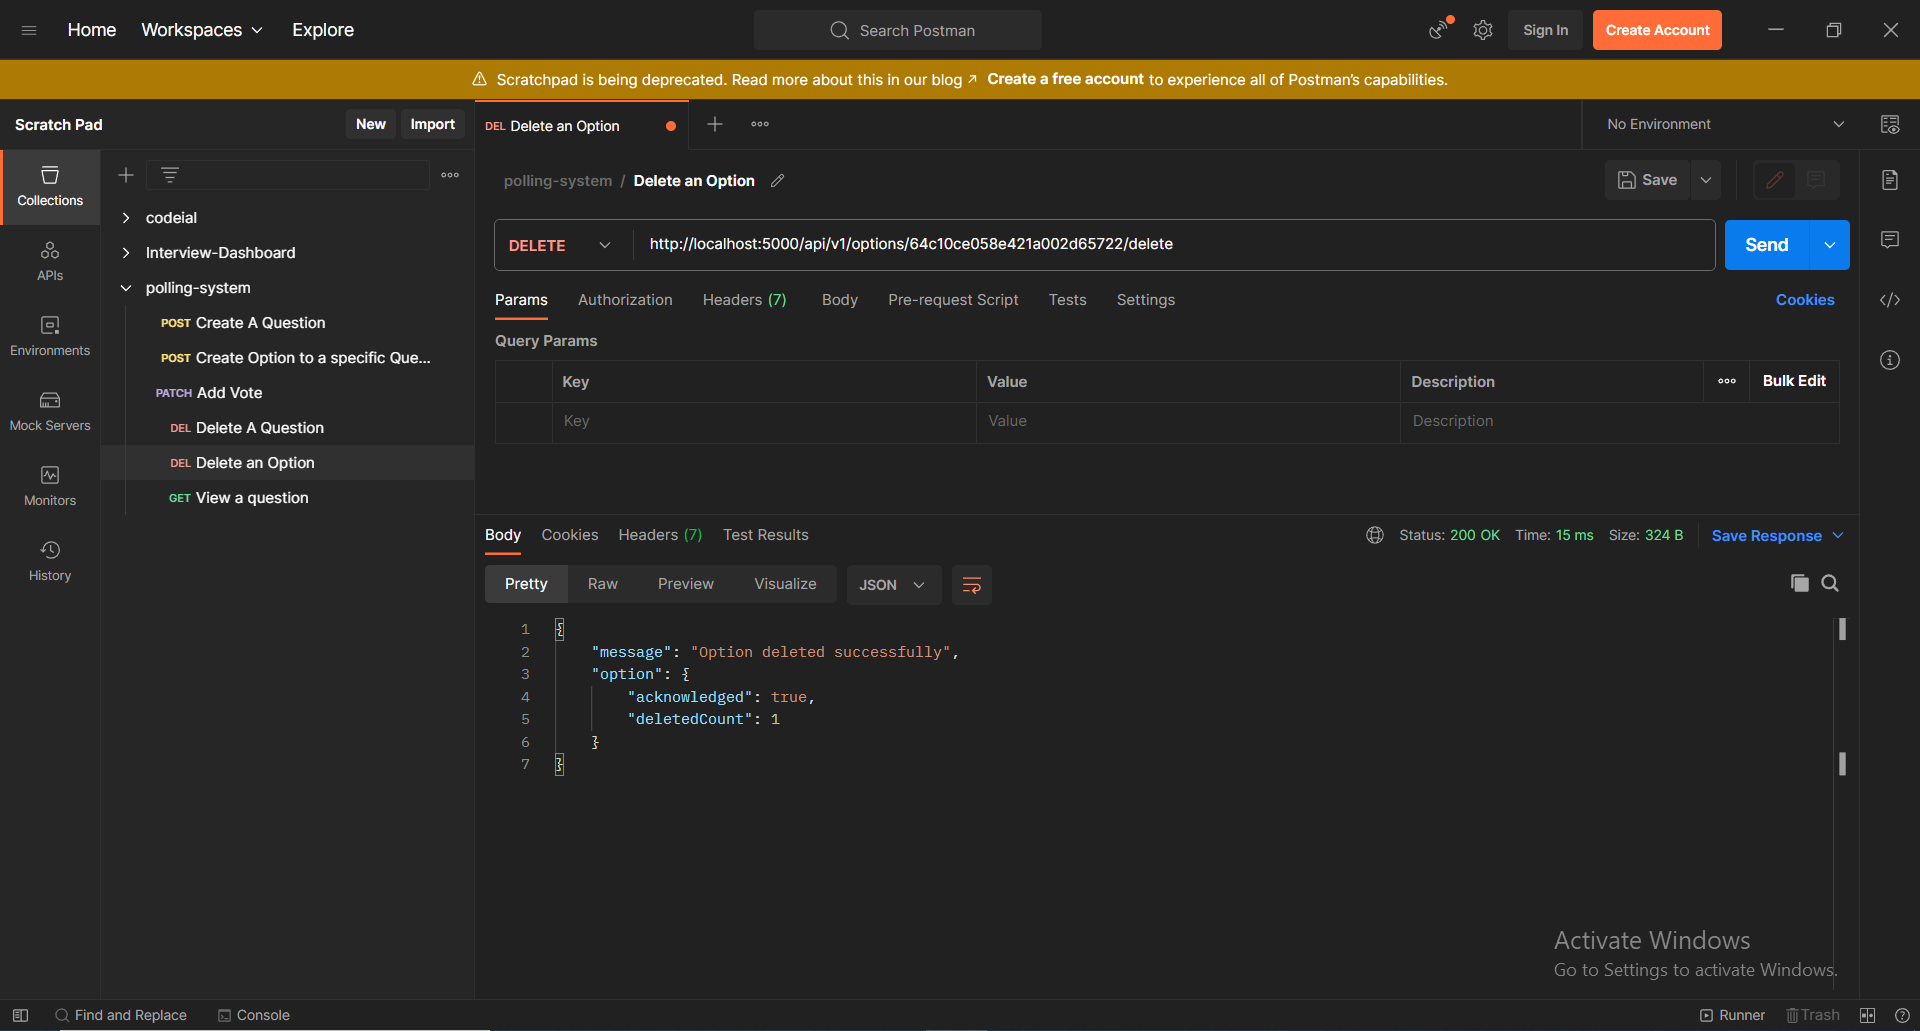 Home Workspaces Explore Search Postman Sign In Create Account
Scratchpad is being deprecated. Read more about this in our blog ↗ Create a free account to experience all of Postman's capabilities.
Scratch Pad New Import DEL Delete an Option No Environment
polling-system / Delete an Option Save
Collections
codeial
DELETE http://localhost:5000/api/v1/options/64c10ce058e421a002d65722/delete Send
Interview-Dashboard
APIs
polling-system
Params Authorization Headers (7) Body Pre-request Script Tests Settings Cookies
POST Create A Question
Query Params
Environments
POST Create Option to a specific Que...
Key Value Description Bulk Edit
PATCH Add Vote
Key Value Description
Mock Servers
DEL Delete A Question
DEL Delete an Option
Monitors
GET View a question
Body Cookies Headers (7) Test Results Status: 200 OK Time: 15 ms Size: 324 B Save Response
History
Pretty Raw Preview Visualize JSON
1 {
2 "message": "Option deleted successfully",
3 "option": {
4 "acknowledged": true,
5 "deletedCount": 1
6 }
7 }
Activate Windows
Go to Settings to activate Windows.
Find and Replace Console Runner Trash